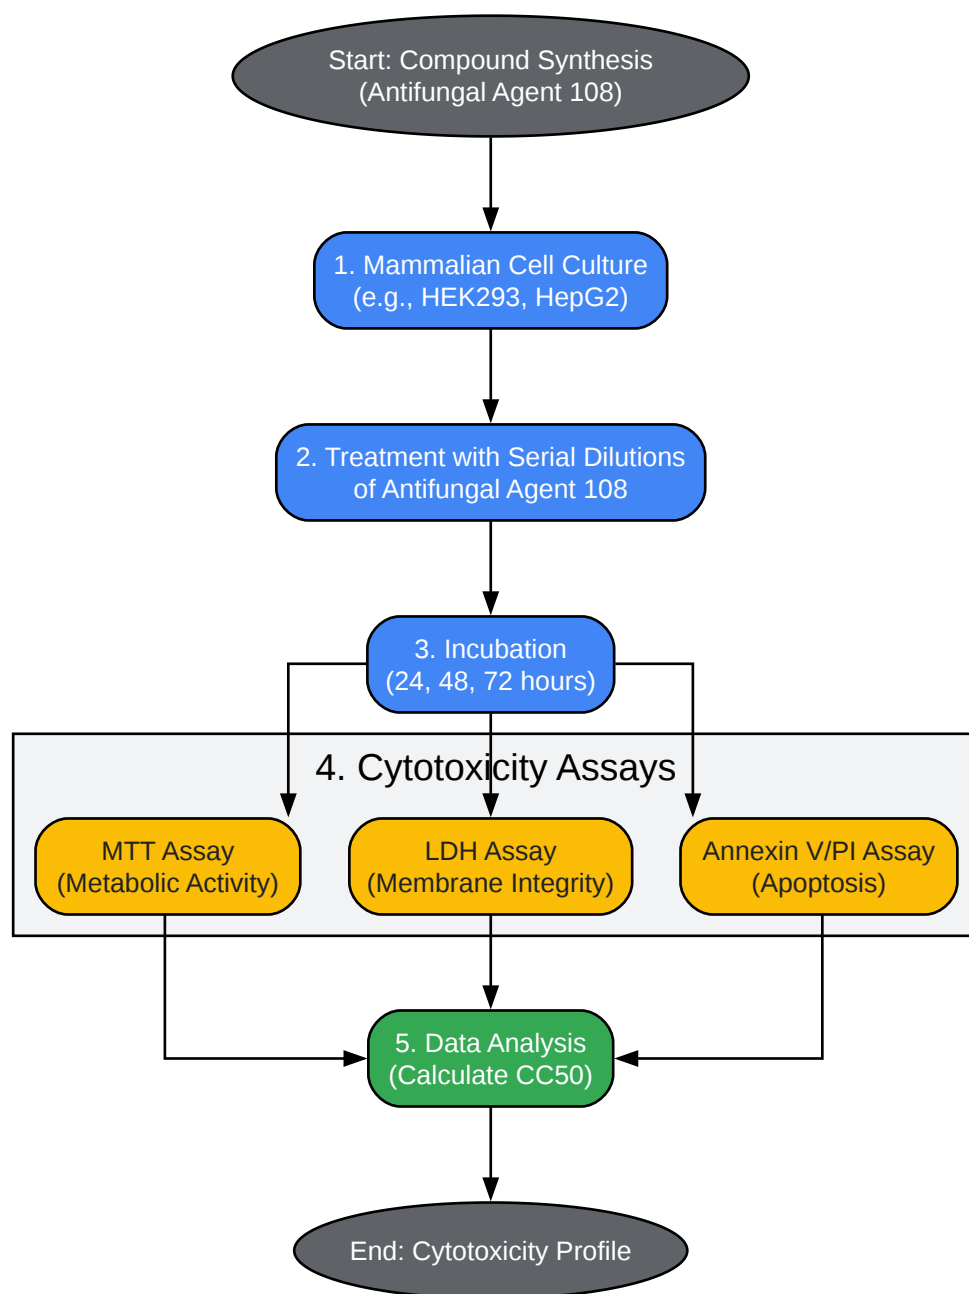 Start: Compound Synthesis
(Antifungal Agent 108)
1. Mammalian Cell Culture
(e.g., HEK293, HepG2)
2. Treatment with Serial Dilutions
of Antifungal Agent 108
3. Incubation
(24, 48, 72 hours)
4. Cytotoxicity Assays
MTT Assay
(Metabolic Activity)
LDH Assay
(Membrane Integrity)
Annexin V/PI Assay
(Apoptosis)
5. Data Analysis
(Calculate CC50)
End: Cytotoxicity Profile